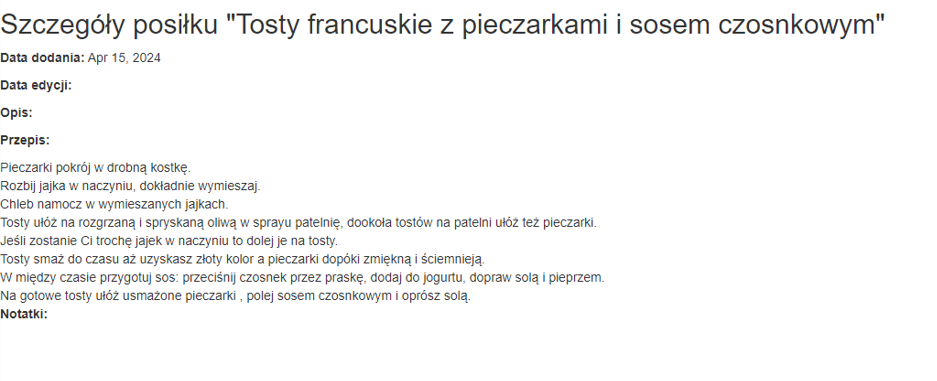 Szczegóły posiłku "Tosty francuskie z pieczarkami i sosem czosnkowym"
Data dodania: Apr 15, 2024
Data edycji:
Opis:
Przepis:
Pieczarki pokrój w drobną kostkę.
Rozbij jajka w naczyniu, dokładnie wymieszaj.
Chleb namocz w wymieszanych jajkach.
Tosty ułóż na rozgrzaną i spryskaną oliwą w sprayu patelnię, dookoła tostów na patelni ułóż też pieczarki.
Jeśli zostanie Ci trochę jajek w naczyniu to dolej je na tosty.
Tosty smaż do czasu aż uzyskasz złoty kolor a pieczarki dopóki zmiękną i ściemnieją.
W między czasie przygotuj sos: przeciśnij czosnek przez praskę, dodaj do jogurtu, dopraw solą i pieprzem.
Na gotowe tosty ułóż usmażone pieczarki , polej sosem czosnkowym i oprósz solą.
Notatki: